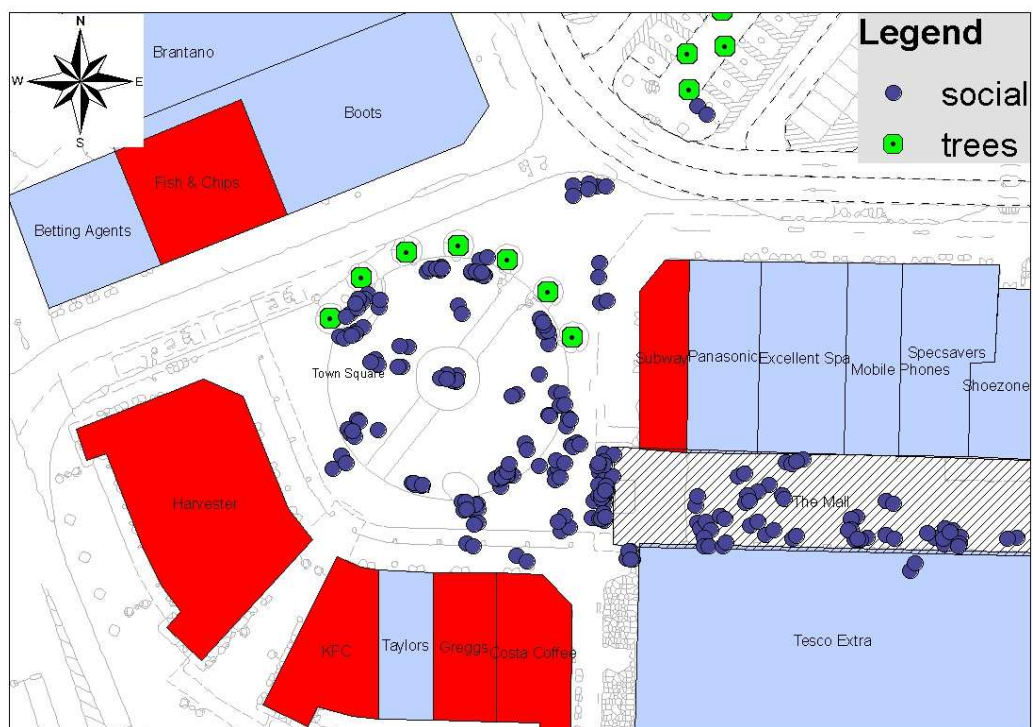 N
W
E
S
Brantano
Boots
Fish & Chips
Betting Agents
Legend
social
trees
Town Square
Subway
Panasonic
Excellent Spa
Mobile Phones
Specsavers
Shoezone
Harvester
The Mall
KFC
Taylors
Greggs
Costa Coffee
Tesco Extra